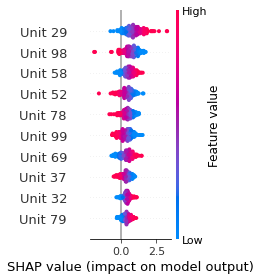 High
Unit 29
Unit 98
Unit 58
Unit 52
Unit 78
Unit 99
Unit 69
Unit 37
Unit 32
Unit 79
Feature value
Low
0.0 2.5
SHAP value (impact on model output)